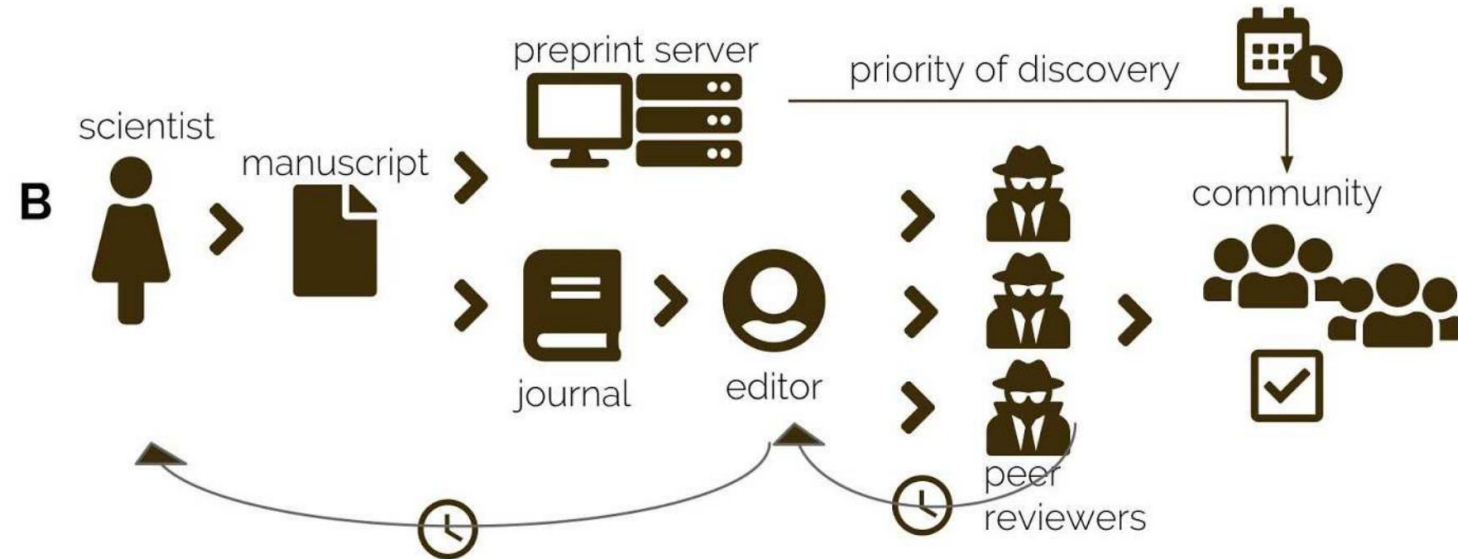 preprint server
priority of discovery
scientist
manuscript
B
community
journal
editor
peer
reviewers